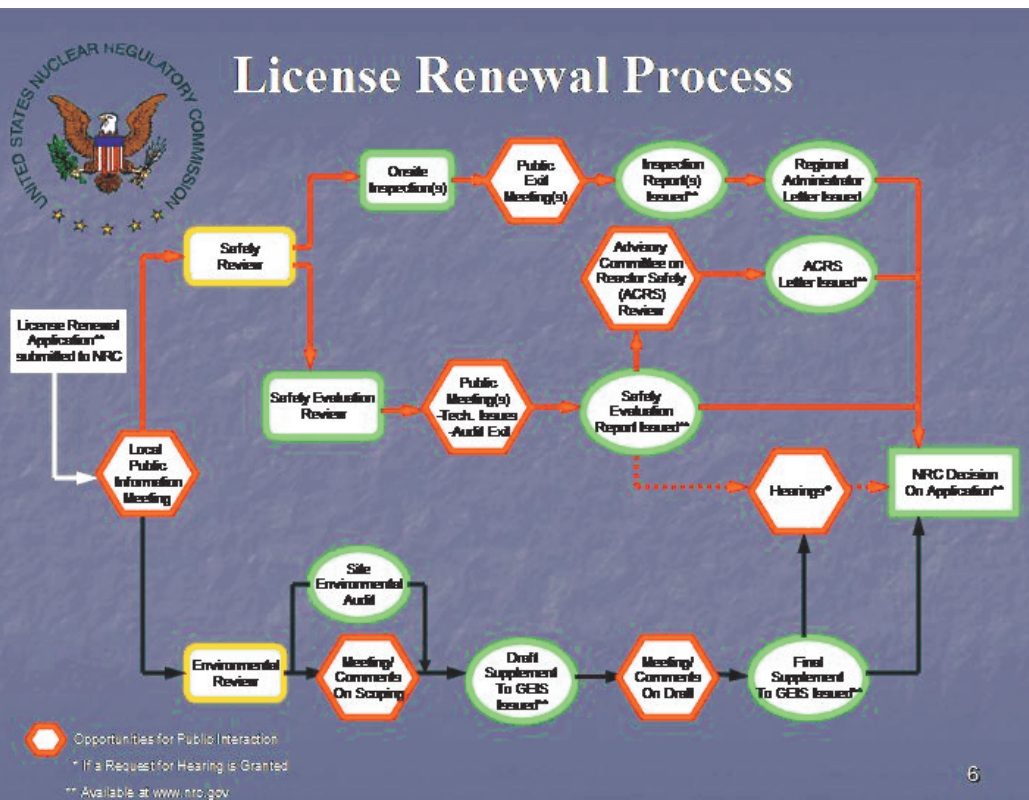 UNITED STATES NUCLEAR REGULATORY COMMISSION
License Renewal Process
Onsite
Inspection(s)
Public
Exit
Meeting(s)
Inspection
Report(s)
Issued**
Regional
Administrator
Letter Issued
Safety
Review
Advisory
Committee on
Reactor Safety
(ACRS)
Review
ACRS
Letter Issued**
License Renewal
Application**
submitted to NRC
Safety Evaluation
Review
Public
Meeting(s)
-Tech. Issues
-Audit Exit
Safety
Evaluation
Report Issued**
Local
Public
Information
Meeting
Hearings*
NRC Decision
On Application**
Site
Environmental
Audit
Environmental
Review
Meeting/
Comments
On Scoping
Draft
Supplement
To GEIS
Issued**
Meeting/
Comments
On Draft
Final
Supplement
To GEIS Issued**
Opportunities for Public Interaction
* If a Request for Hearing is Granted
** Available at www.nrc.gov
6